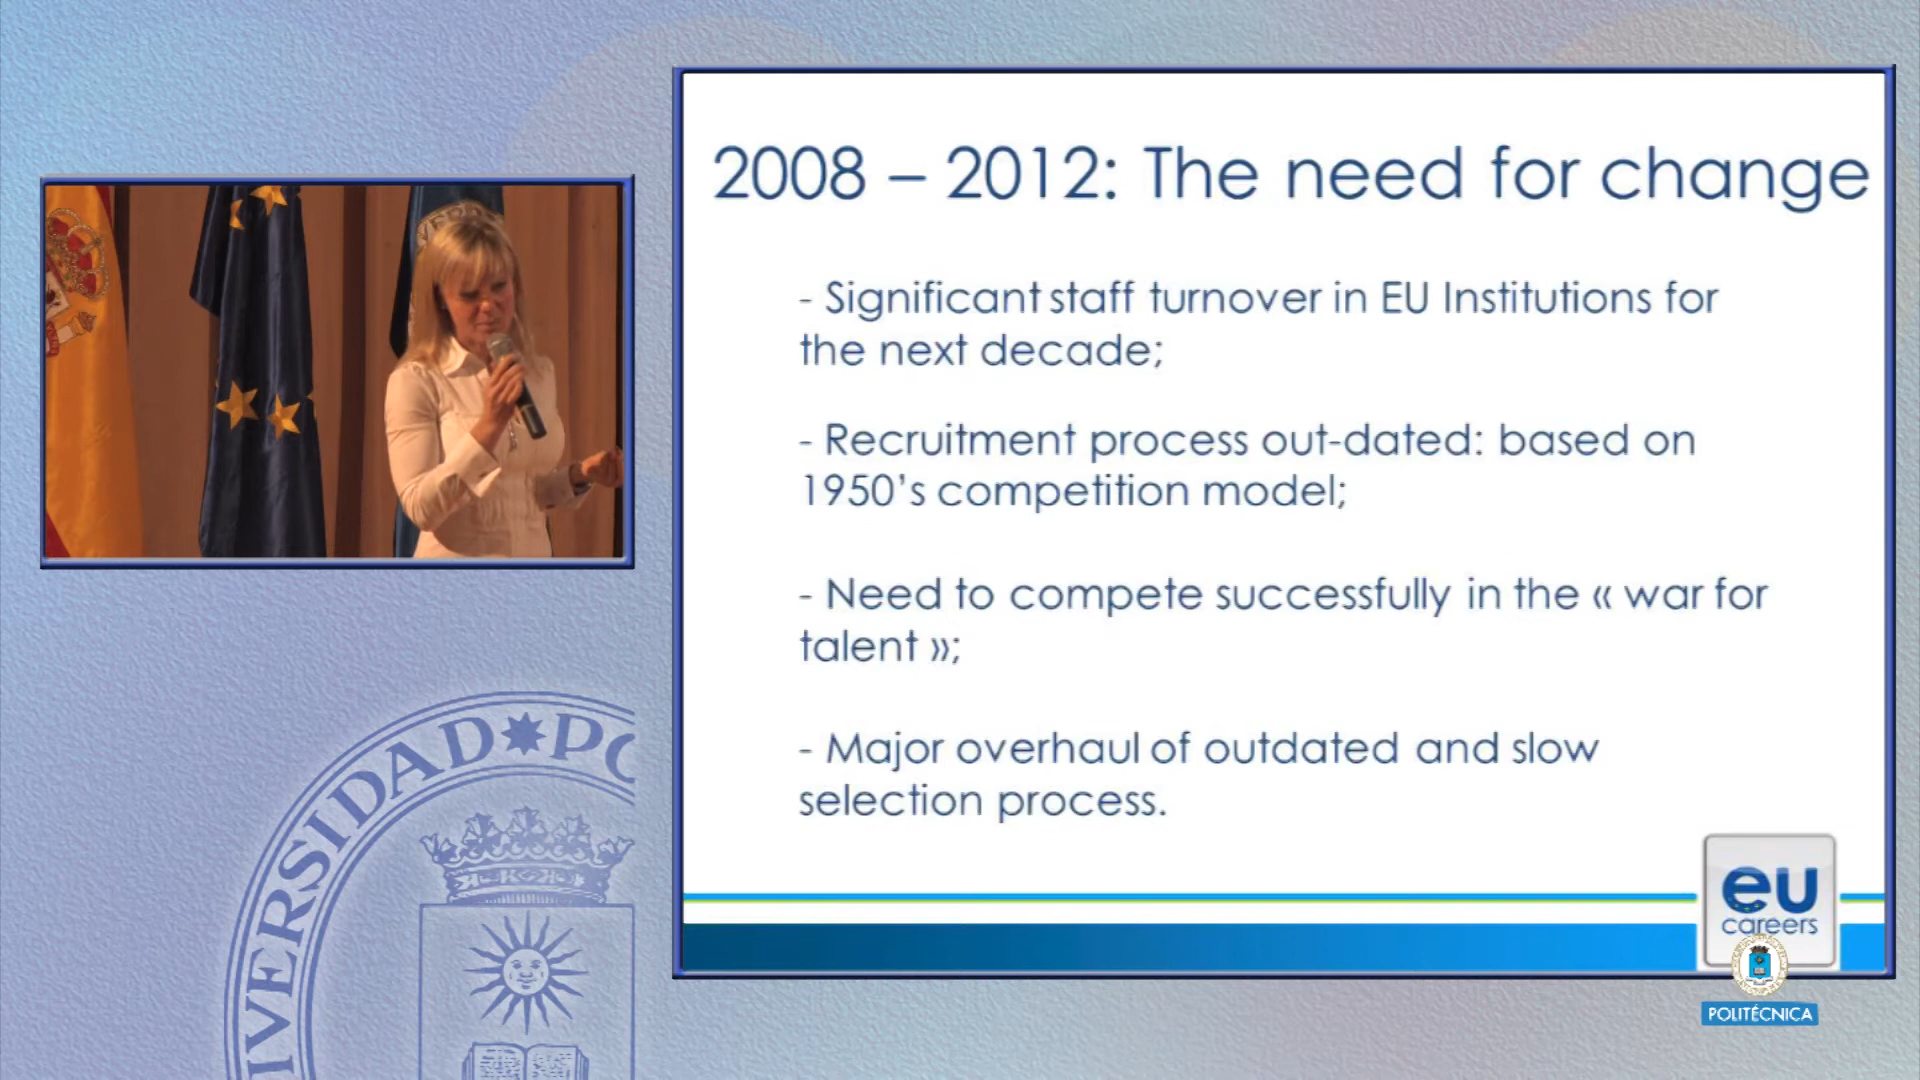 2008 – 2012: The need for change
- Significant staff turnover in EU Institutions for
the next decade;
- Recruitment process out-dated: based on
1950's competition model;
- Need to compete successfully in the « war for
talent »;
- Major overhaul of outdated and slow
selection process.
eu
careers
POLITÉCNICA